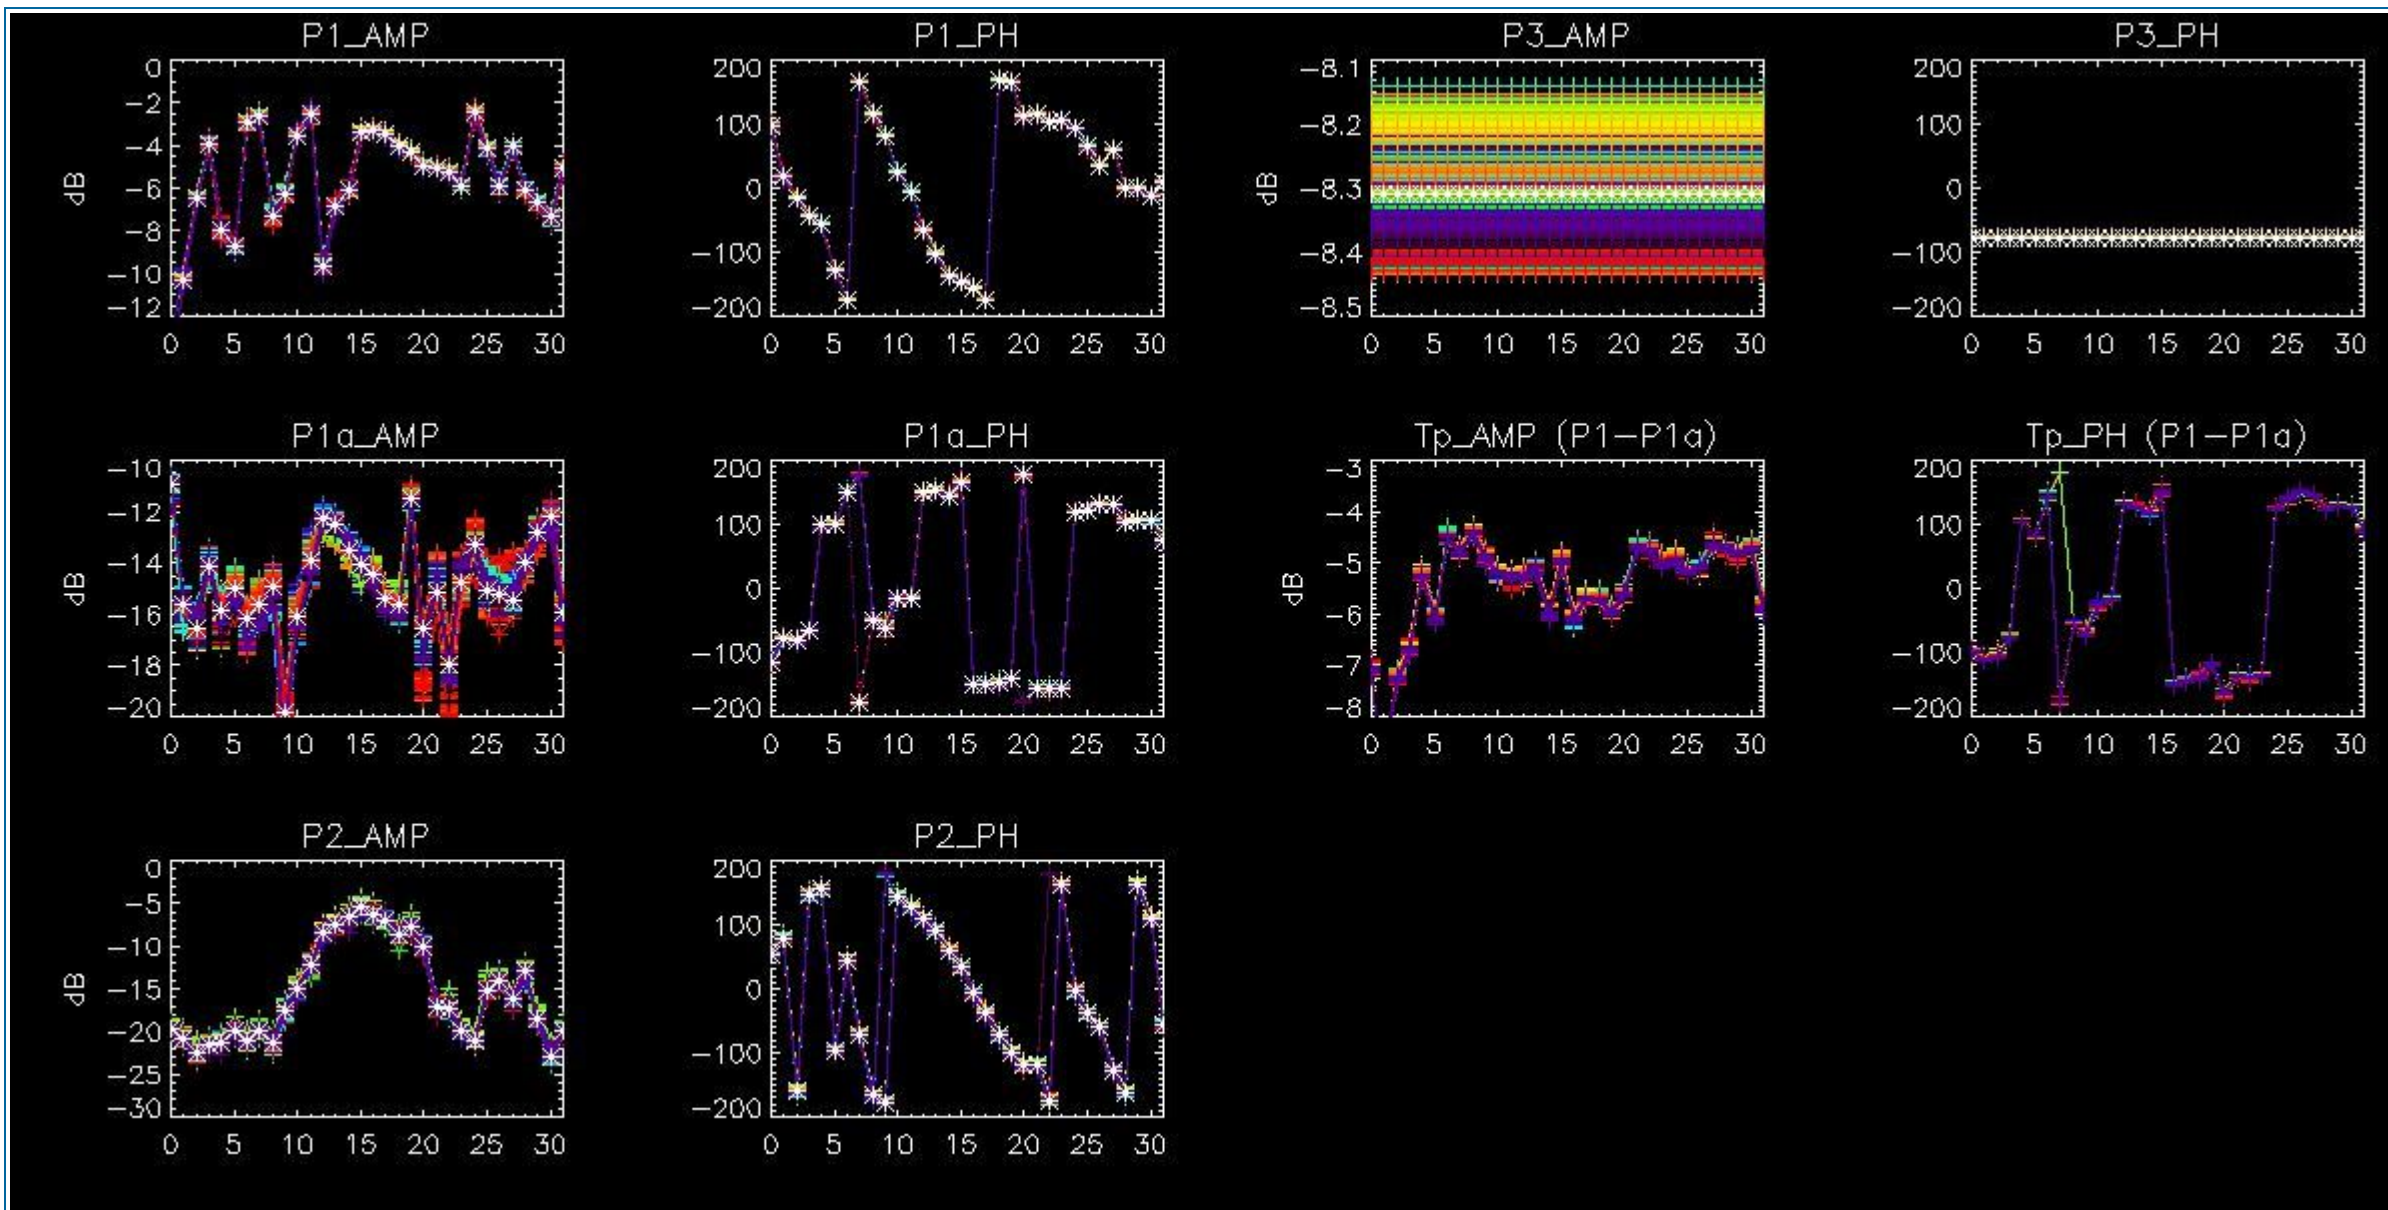 P1_AMP
0
−2
−4
−6
−8
−10
−12
dB
0 5 10 15 20 25 30
P1_PH
200
100
0
−100
−200
0 5 10 15 20 25 30
P3_AMP
−8.1
−8.2
−8.3
−8.4
−8.5
dB
0 5 10 15 20 25 30
P3_PH
200
100
0
−100
−200
0 5 10 15 20 25 30
P1a_AMP
−10
−12
−14
−16
−18
−20
dB
0 5 10 15 20 25 30
P1a_PH
200
100
0
−100
−200
0 5 10 15 20 25 30
Tp_AMP (P1−P1a)
−3
−4
−5
−6
−7
−8
dB
0 5 10 15 20 25 30
Tp_PH (P1−P1a)
200
100
0
−100
−200
0 5 10 15 20 25 30
P2_AMP
0
−5
−10
−15
−20
−25
−30
dB
0 5 10 15 20 25 30
P2_PH
200
100
0
−100
−200
0 5 10 15 20 25 30